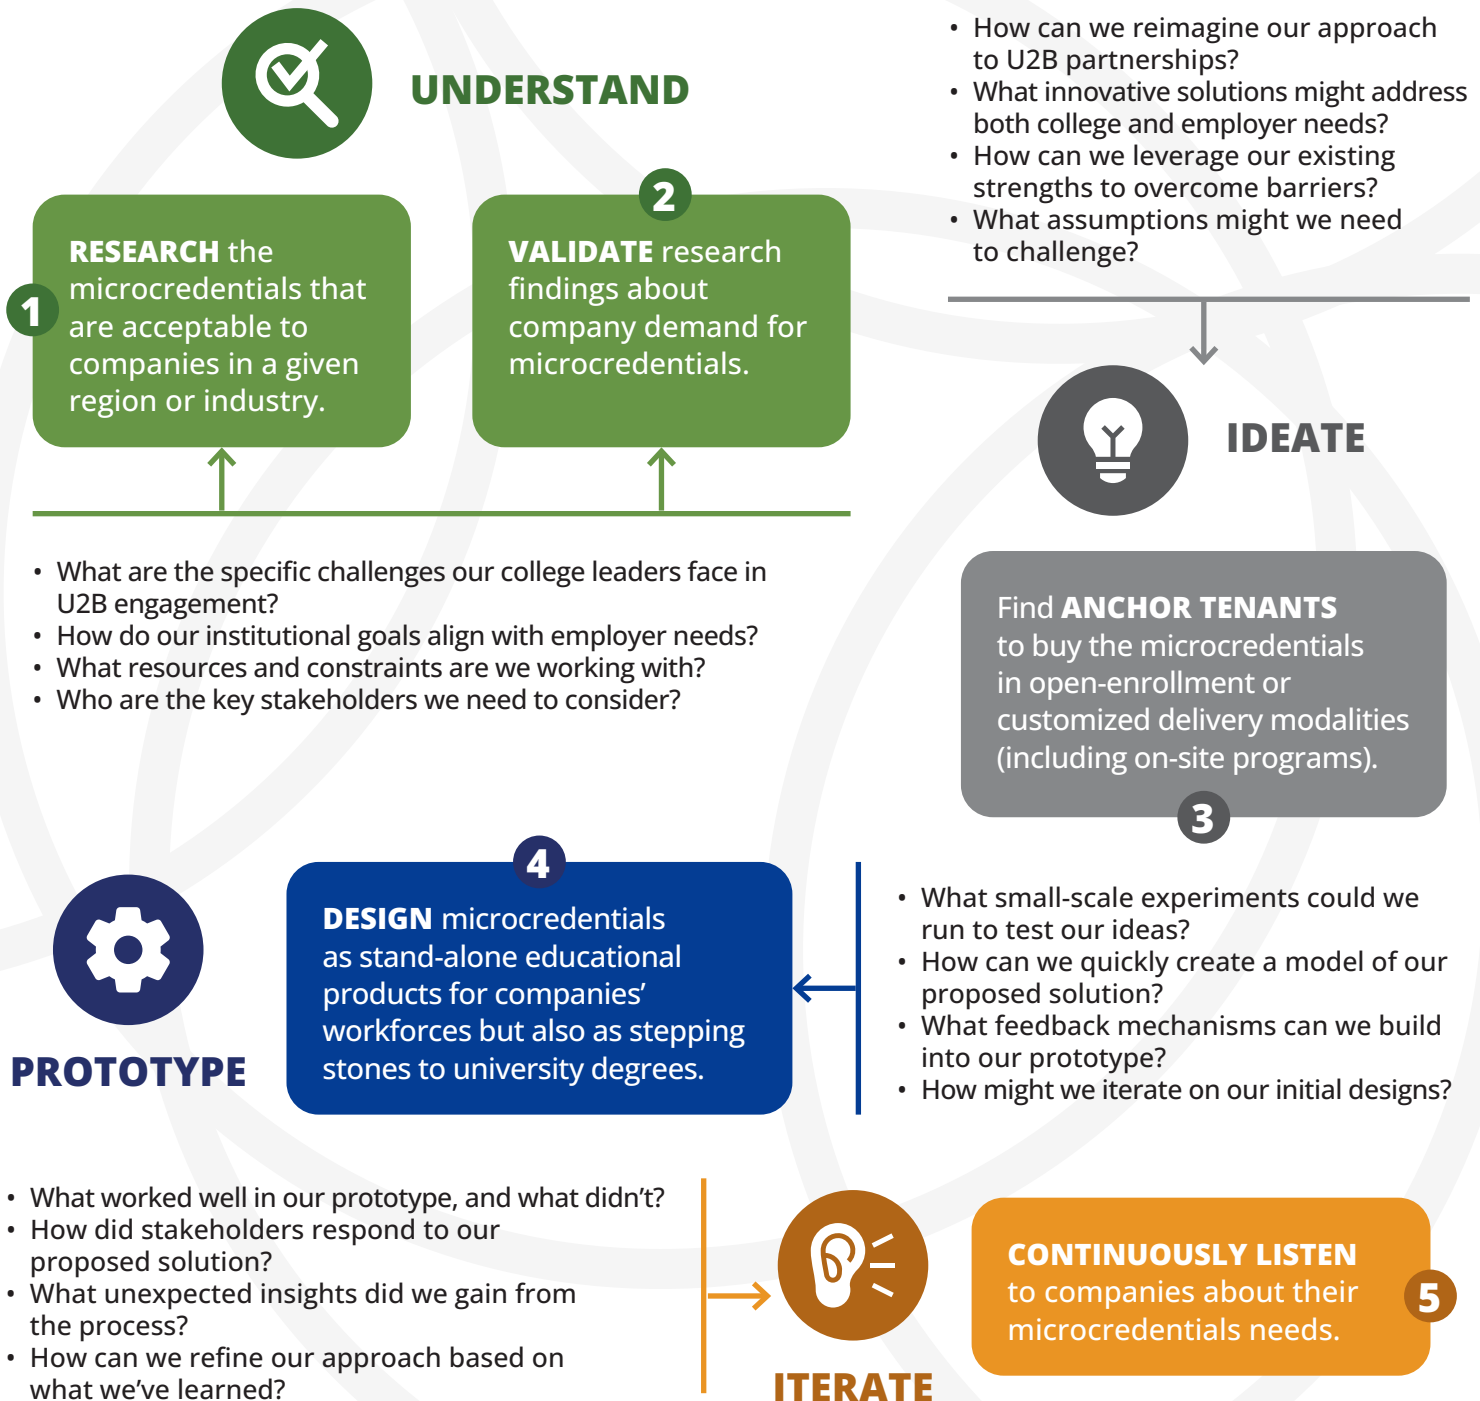 UNDERSTAND
1
RESEARCH the
microcredentials that
are acceptable to
companies in a given
region or industry.
2
VALIDATE research
findings about
company demand for
microcredentials.
• What are the specific challenges our college leaders face in
U2B engagement?
• How do our institutional goals align with employer needs?
• What resources and constraints are we working with?
• Who are the key stakeholders we need to consider?
• How can we reimagine our approach
to U2B partnerships?
• What innovative solutions might address
both college and employer needs?
• How can we leverage our existing
strengths to overcome barriers?
• What assumptions might we need
to challenge?
IDEATE
Find ANCHOR TENANTS
to buy the microcredentials
in open-enrollment or
customized delivery modalities
(including on-site programs).
3
PROTOTYPE
4
DESIGN microcredentials
as stand-alone educational
products for companies’
workforces but also as stepping
stones to university degrees.
• What small-scale experiments could we
run to test our ideas?
• How can we quickly create a model of our
proposed solution?
• What feedback mechanisms can we build
into our prototype?
• How might we iterate on our initial designs?
• What worked well in our prototype, and what didn’t?
• How did stakeholders respond to our
proposed solution?
• What unexpected insights did we gain from
the process?
• How can we refine our approach based on
what we’ve learned?
ITERATE
CONTINUOUSLY LISTEN
to companies about their
microcredentials needs.
5